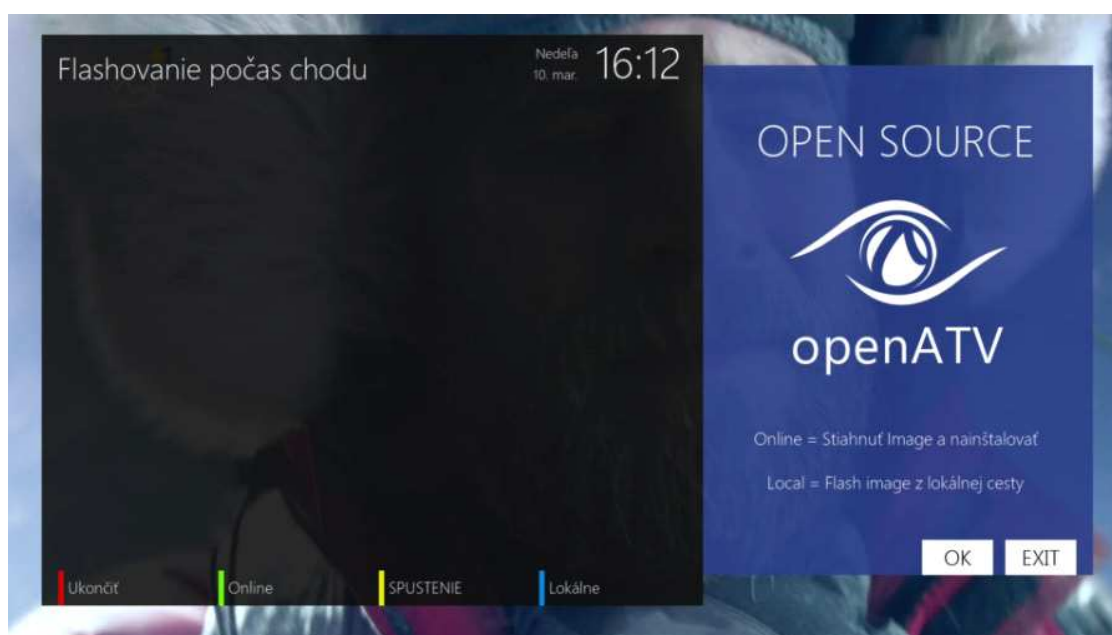 Flashovanie počas chodu
Nedeľa
10. mar.
16:12
OPEN SOURCE
openATV
Online = Stiahnuť Image a nainštalovať
Local = Flash image z lokálnej cesty
OK
EXIT
Ukončiť
Online
SPUSTENIE
Lokálne